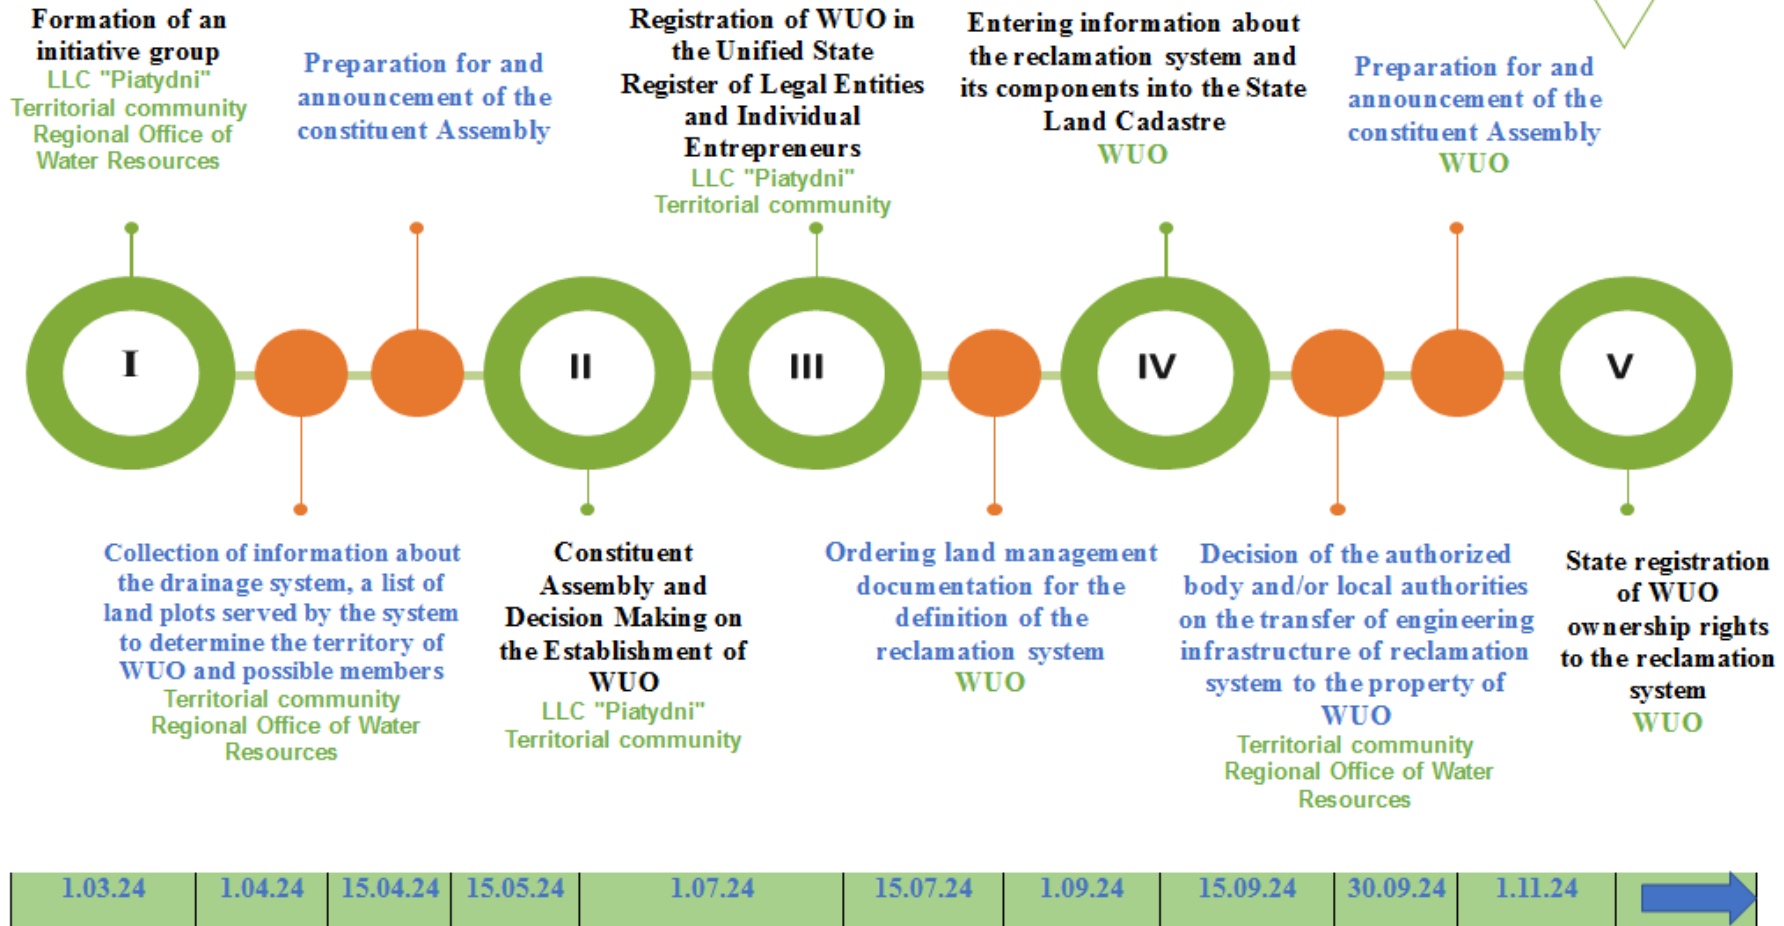 Formation of an
initiative group
LLC "Piatydni"
Territorial community
Regional Office of
Water Resources
Preparation for and
announcement of the
constituent Assembly
Registration of WUO in
the Unified State
Register of Legal Entities
and Individual
Entrepreneurs
LLC "Piatydni"
Territorial community
Entering information about
the reclamation system and
its components into the State
Land Cadastre
WUO
Preparation for and
announcement of the
constituent Assembly
WUO
I
II
III
IV
V
Collection of information about
the drainage system, a list of
land plots served by the system
to determine the territory of
WUO and possible members
Territorial community
Regional Office of Water
Resources
Constituent
Assembly and
Decision Making on
the Establishment of
WUO
LLC "Piatydni"
Territorial community
Ordering land management
documentation for the
definition of the
reclamation system
WUO
Decision of the authorized
body and/or local authorities
on the transfer of engineering
infrastructure of reclamation
system to the property of
WUO
Territorial community
Regional Office of Water
Resources
State registration
of WUO
ownership rights
to the reclamation
system
WUO
1.03.24
1.04.24
15.04.24
15.05.24
1.07.24
15.07.24
1.09.24
15.09.24
30.09.24
1.11.24